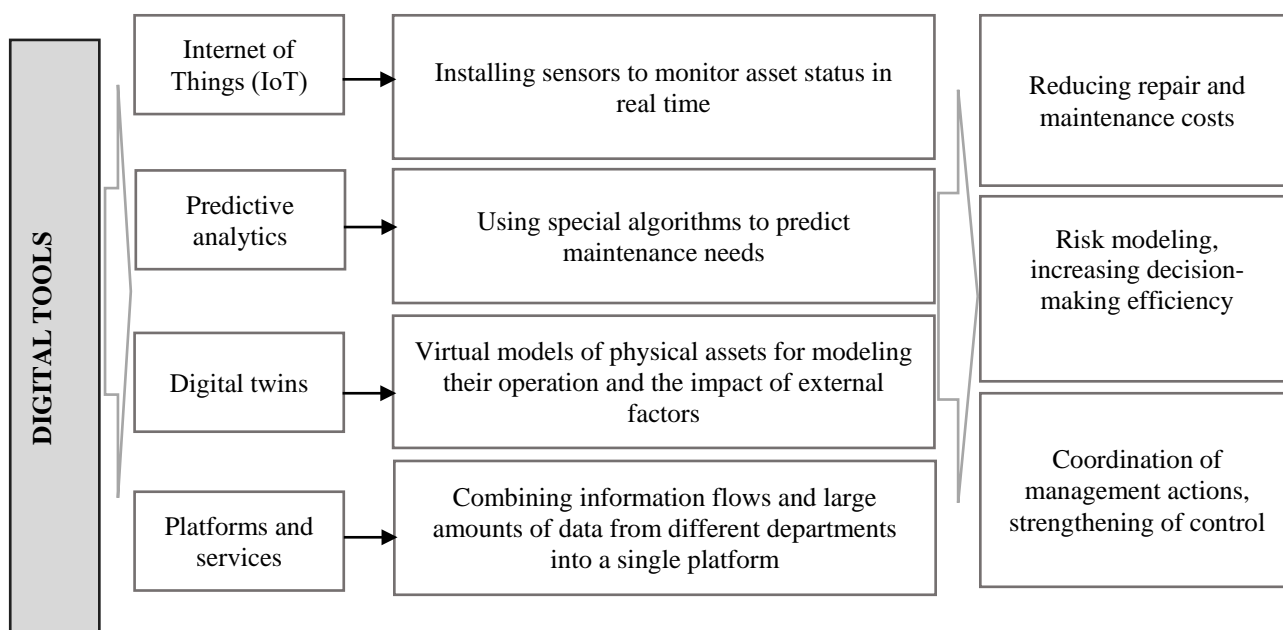 DIGITAL TOOLS
Internet of
Things (IoT)
Installing sensors to monitor asset status in
real time
Predictive
analytics
Using special algorithms to predict
maintenance needs
Digital twins
Virtual models of physical assets for modeling
their operation and the impact of external
factors
Platforms and
services
Combining information flows and large
amounts of data from different departments
into a single platform
Reducing repair and
maintenance costs
Risk modeling,
increasing decision-
making efficiency
Coordination of
management actions,
strengthening of control